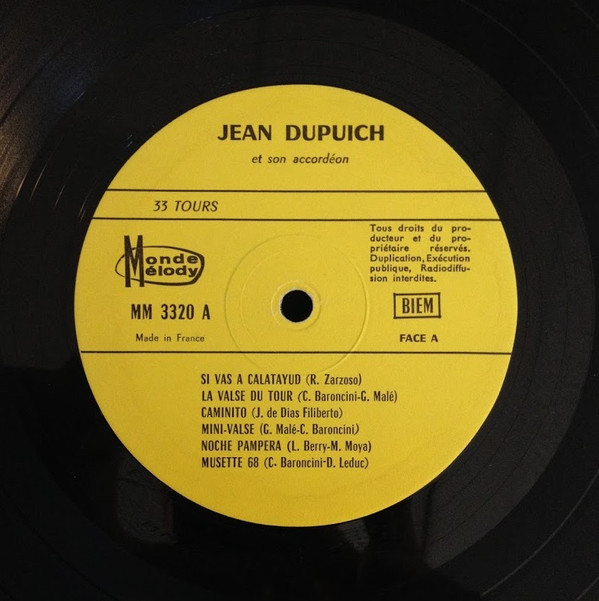 JEAN DUPUICH
et son accordéon
33 TOURS
Tous droits du pro-
ducteur et du pro-
priétaire réservés.
Duplication, Exécution
publique, Radiodiffu-
sion interdites.
Monde
Mélody
MM 3320 A
BIEM
Made in France
FACE A
SI VAS A CALATAYUD (R. Zarzoso)
LA VALSE DU TOUR (C. Baroncini-G. Malé)
CAMINITO (J. de Dias Filiberto)
MINI-VALSE (G. Malé-C. Baroncini)
NOCHE PAMPERA (L. Berry-M. Moya)
MUSETTE 68 (C. Baroncini-D. Leduc)